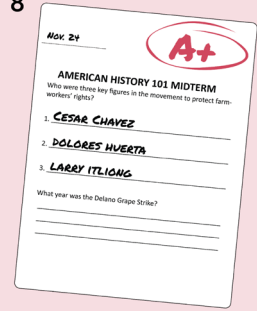 8
Nov. 24
A+
AMERICAN HISTORY 101 MIDTERM
Who were three key figures in the movement to protect farm-
workers' rights?
1. CESAR CHAVEZ
2. DOLORES HUERTA
3. LARRY ITLIONG
What year was the Delano Grape Strike?